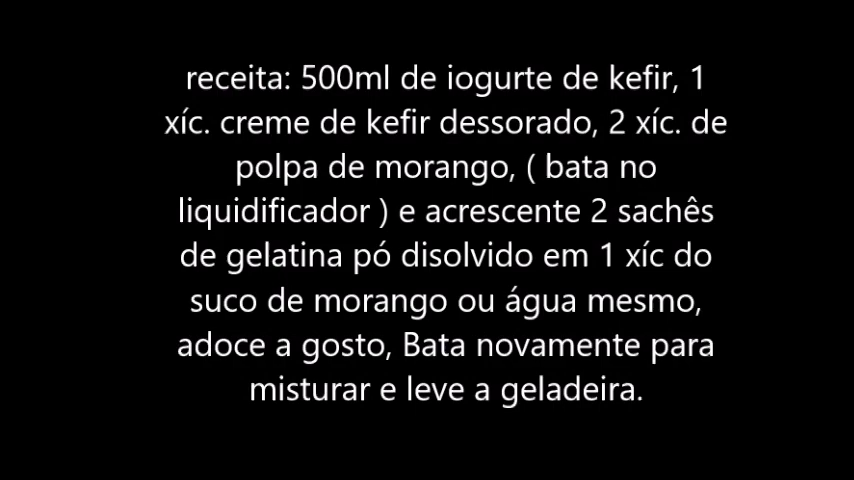 receita: 500ml de iogurte de kefir, 1
xíc. creme de kefir dessorado, 2 xíc. de
polpa de morango, ( bata no
liquidificador ) e acrescente 2 sachês
de gelatina pó disolvido em 1 xíc do
suco de morango ou água mesmo,
adoce a gosto, Bata novamente para
misturar e leve a geladeira.